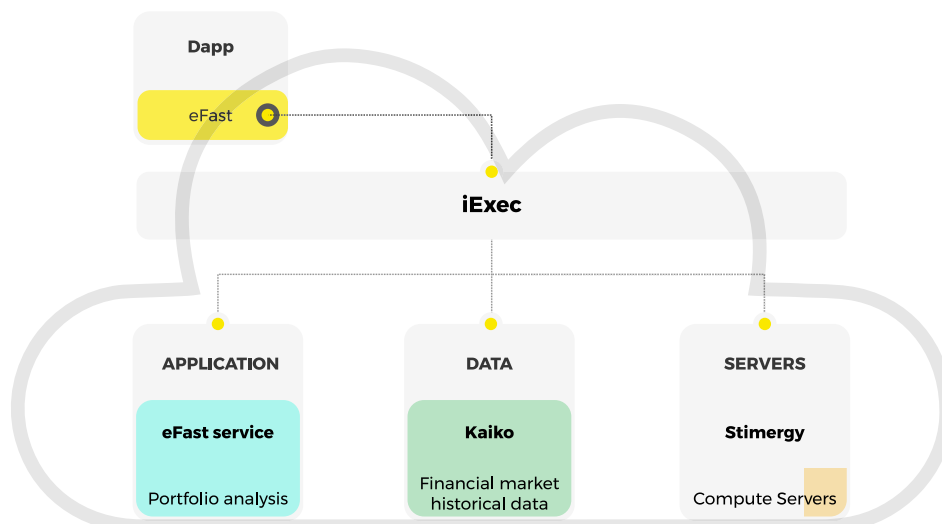 Dapp
eFast
iExec
APPLICATION
DATA
SERVERS
eFast service
Kaiko
Stimergy
Portfolio analysis
Financial market
historical data
Compute Servers